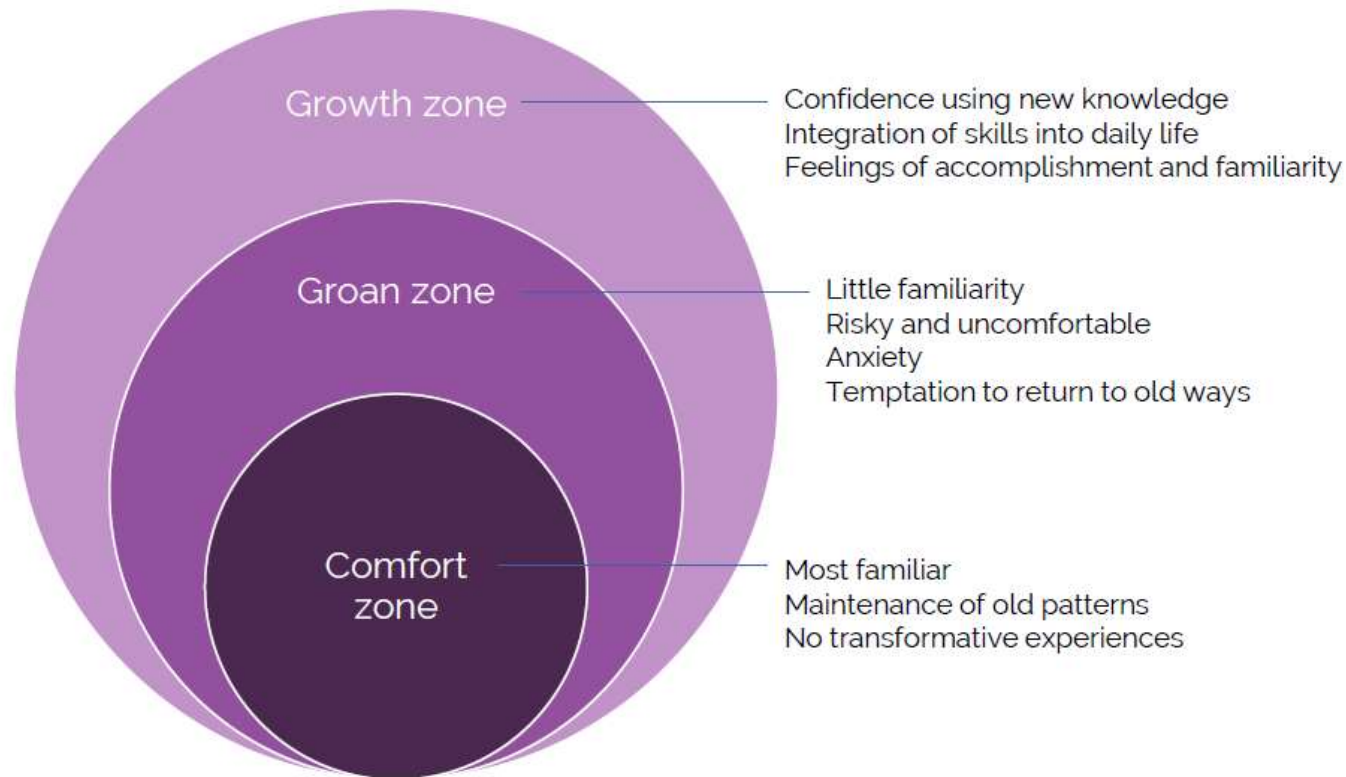 Growth zone
Confidence using new knowledge
Integration of skills into daily life
Feelings of accomplishment and familiarity
Groan zone
Little familiarity
Risky and uncomfortable
Anxiety
Temptation to return to old ways
Comfort
zone
Most familiar
Maintenance of old patterns
No transformative experiences